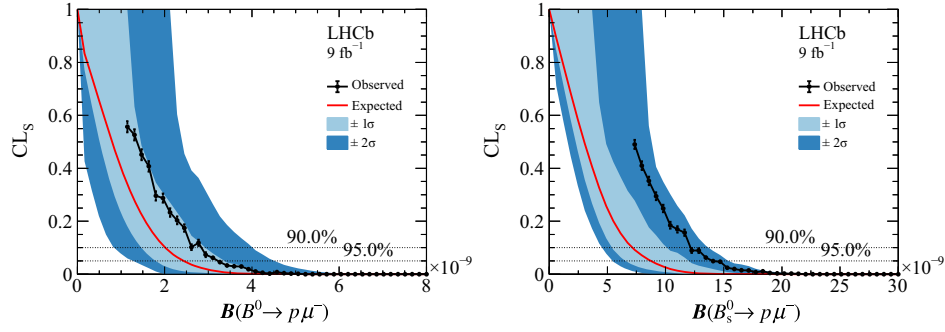 LHCb
9 fb⁻¹
Observed
Expected
± 1σ
± 2σ
90.0%
95.0%
CL_S
1
0.8
0.6
0.4
0.2
0
0 2 4 6 8
×10⁻⁹
B(B⁰→ pμ⁻)
LHCb
9 fb⁻¹
Observed
Expected
± 1σ
± 2σ
90.0%
95.0%
CL_S
1
0.8
0.6
0.4
0.2
0
0 5 10 15 20 25 30
×10⁻⁹
B(B_s⁰→ pμ⁻)